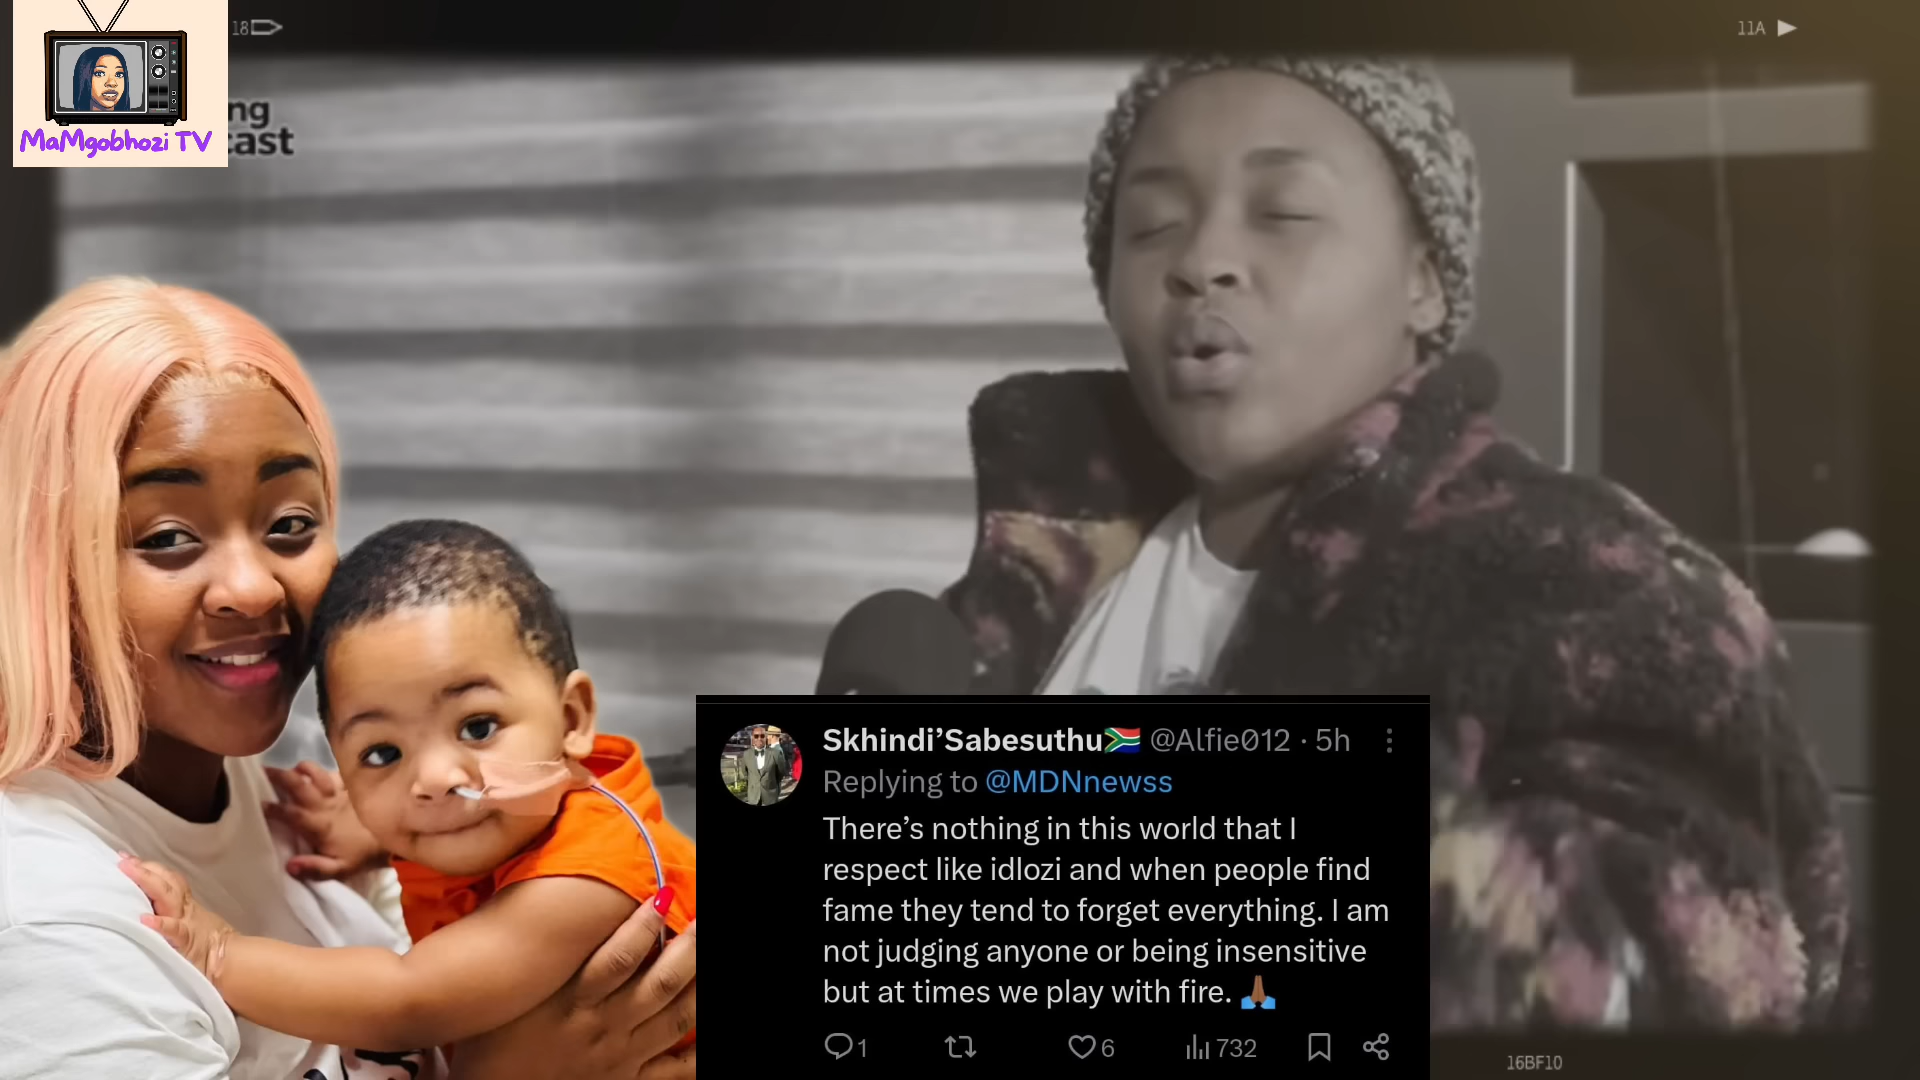 18
11A
MaMgobhozi TV
ng
cast
Skhindi’Sabesuthu🇿🇦 @Alfie012 · 5h
Replying to @MDNnewss
There’s nothing in this world that I
respect like idlozi and when people find
fame they tend to forget everything. I am
not judging anyone or being insensitive
but at times we play with fire. 🙏🏾
1 6 732
16BF10